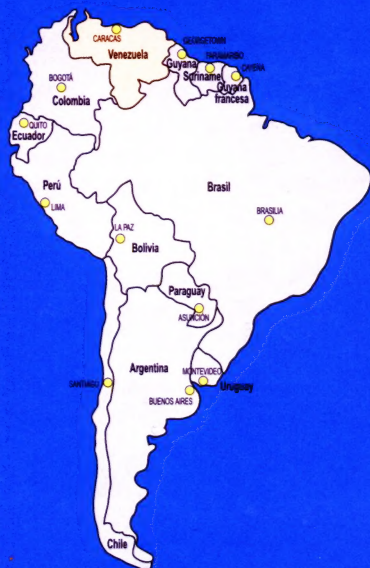 CARACAS
Venezuela
GEORGETOWN
PARAMARIBO
CAYENA
Guyana
Suriname
Guyana
francesa
BOGOTÁ
Colombia
QUITO
Ecuador
Perú
LIMA
Brasil
BRASILIA
LA PAZ
Bolivia
Paraguay
ASUNCION
Argentina
MONTEVIDEO
SANTIAGO
Uruguay
BUENOS AIRES
Chile